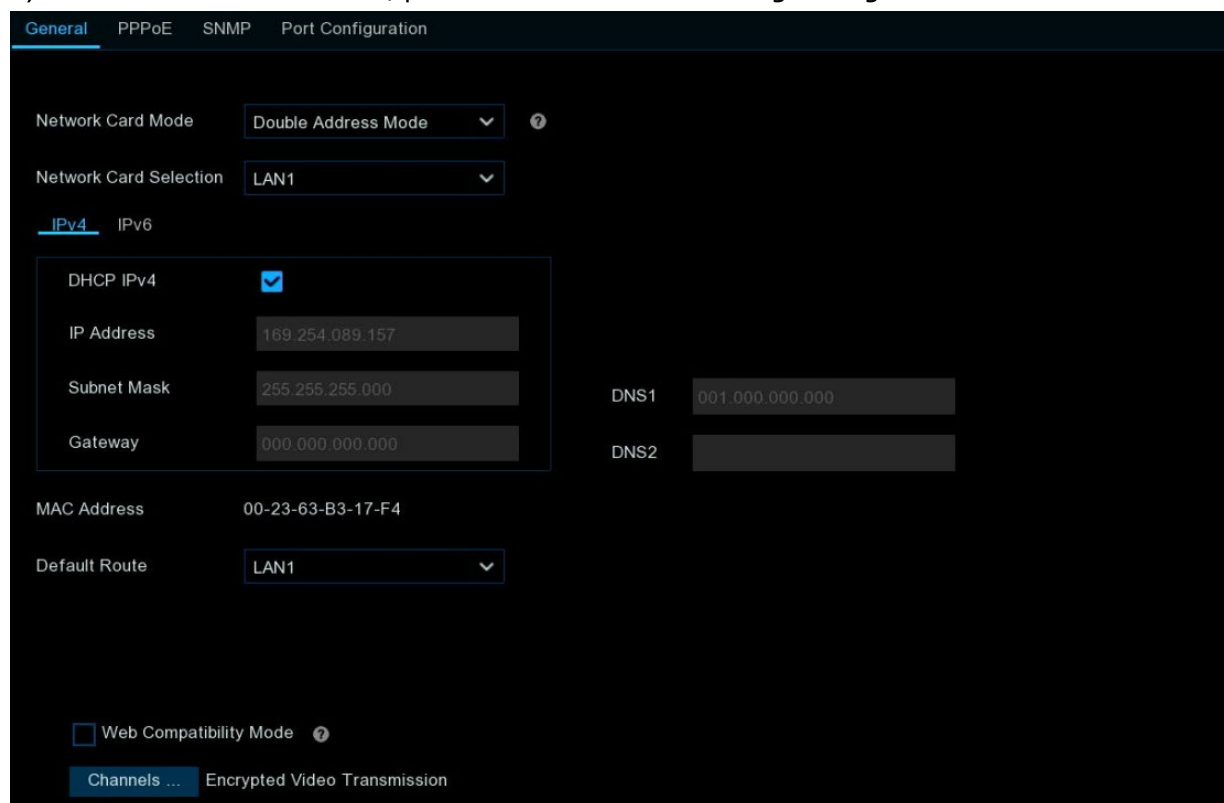 General PPPoE SNMP Port Configuration
Network Card Mode Double Address Mode ?
Network Card Selection LAN1
IPv4 IPv6
DHCP IPv4
IP Address 169.254.089.157
Subnet Mask 255.255.255.000
DNS1 001.000.000.000
Gateway 000.000.000.000
DNS2
MAC Address 00-23-63-B3-17-F4
Default Route LAN1
Web Compatibility Mode ?
Channels ... Encrypted Video Transmission